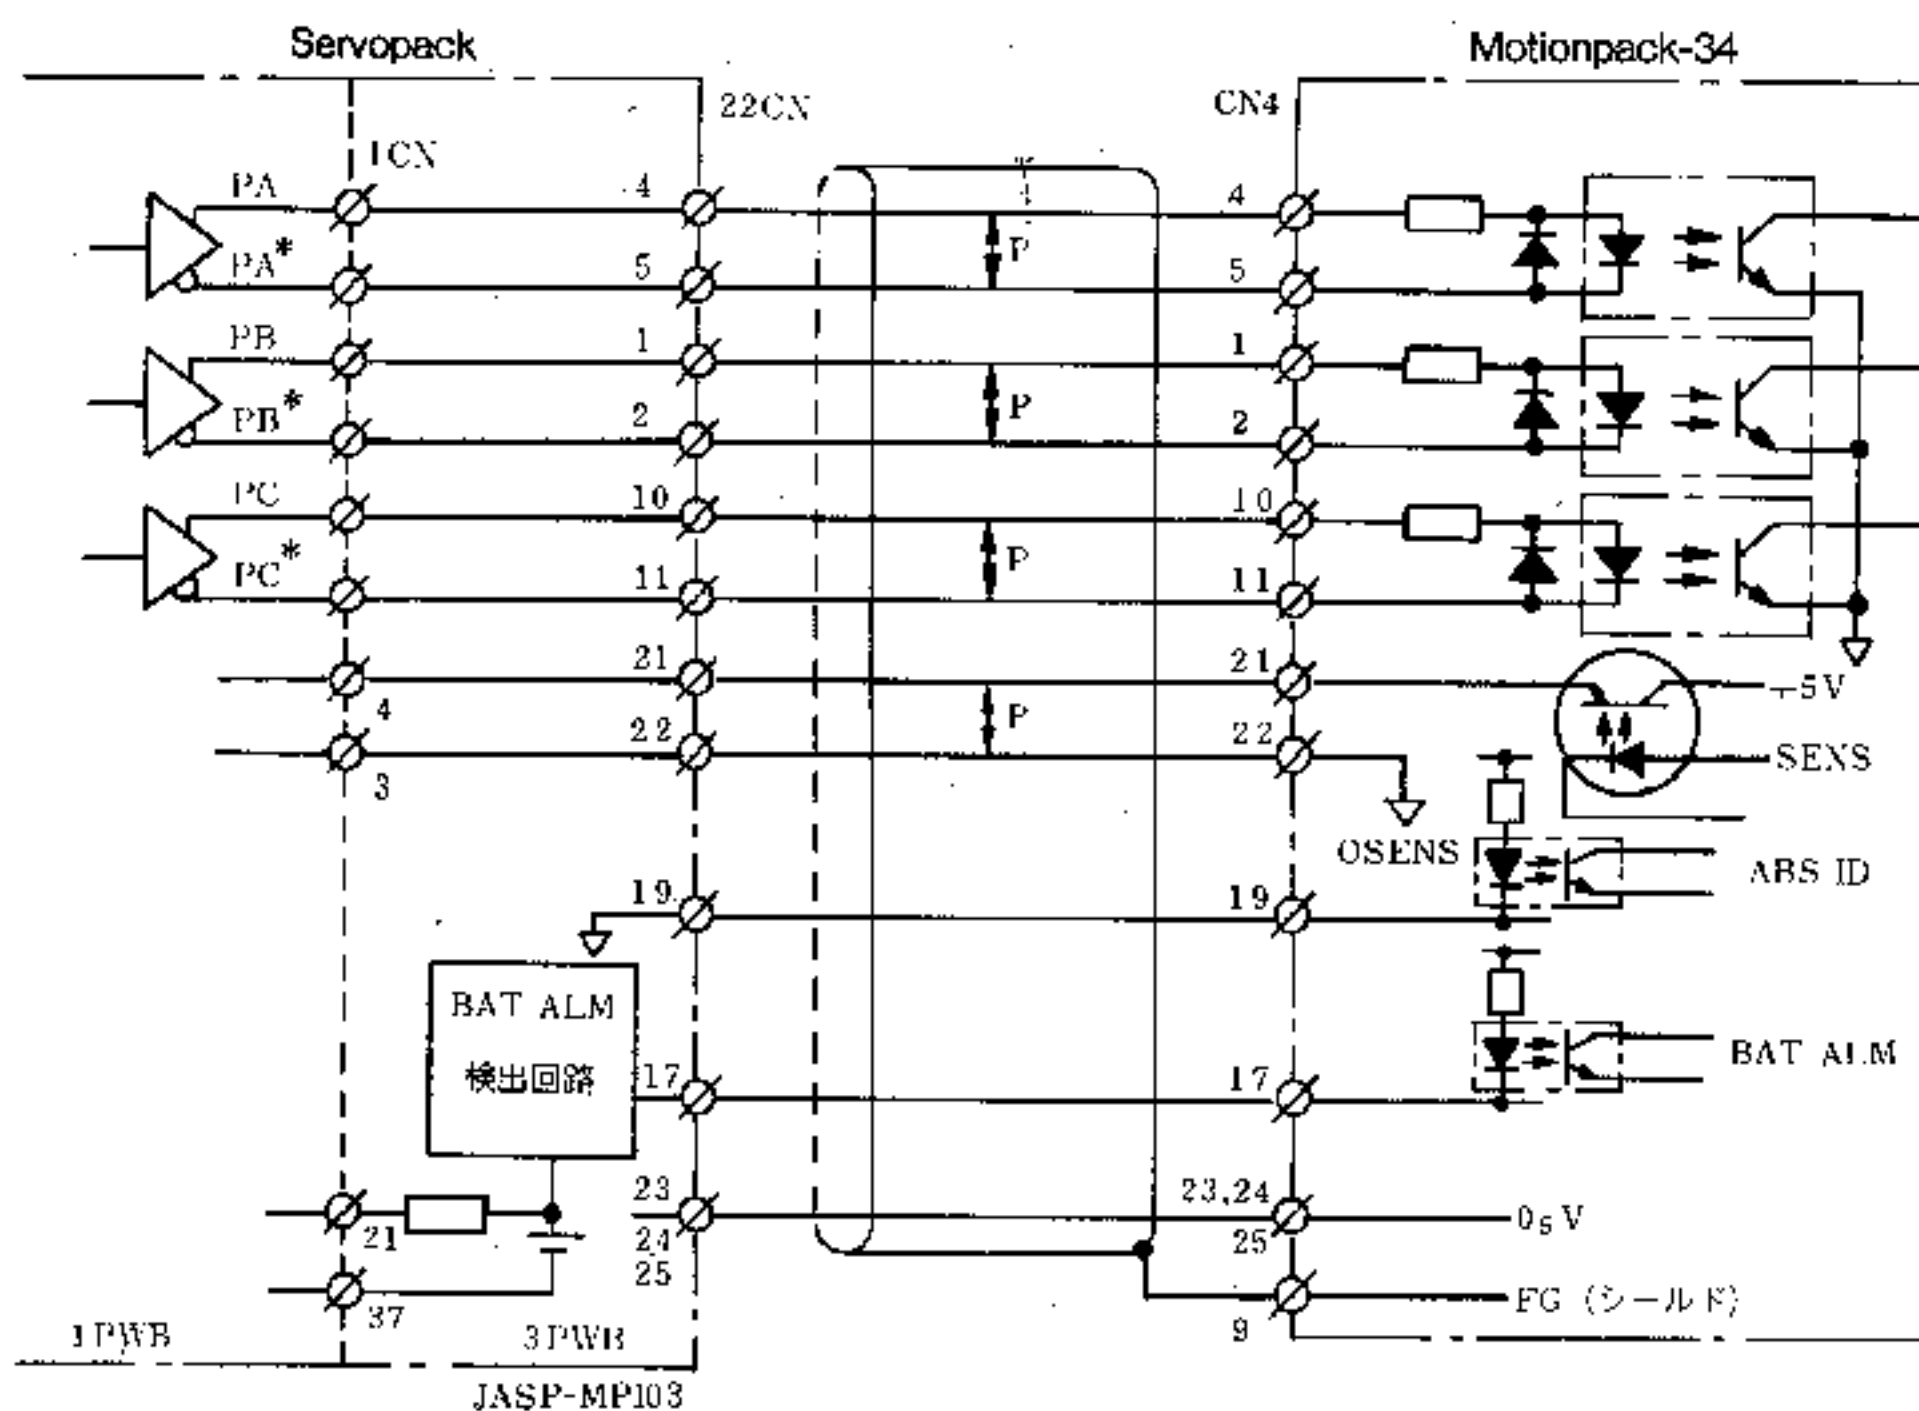 Servopack
Motionpack-34
22CN
CN4
1CN
PA
4
4
PA*
5
P
5
PB
1
1
PB*
2
P
2
PC
10
10
PC*
11
P
11
21
21
+5V
4
22
P
22
SENS
3
OSENS
ABS ID
19
19
BAT ALM
検出回路
17
17
BAT ALM
23
23,24
21
24
25
0sV
25
37
9
FG (シールド)
1PWB
3PWB
JASP-MP103